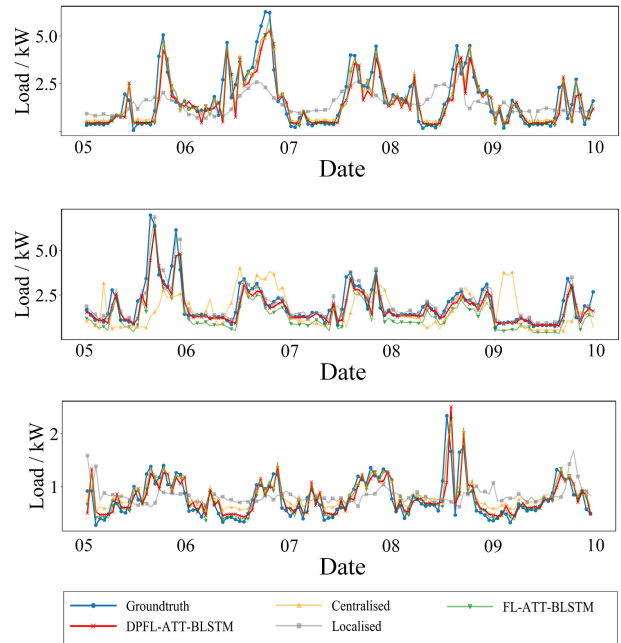 Load / kW
5.0
2.5
05 06 07 08 09 10
Date
Load / kW
5.0
2.5
05 06 07 08 09 10
Date
Load / kW
2
1
05 06 07 08 09 10
Date
Groundtruth Centralised FL-ATT-BLSTM
DPFL-ATT-BLSTM Localised